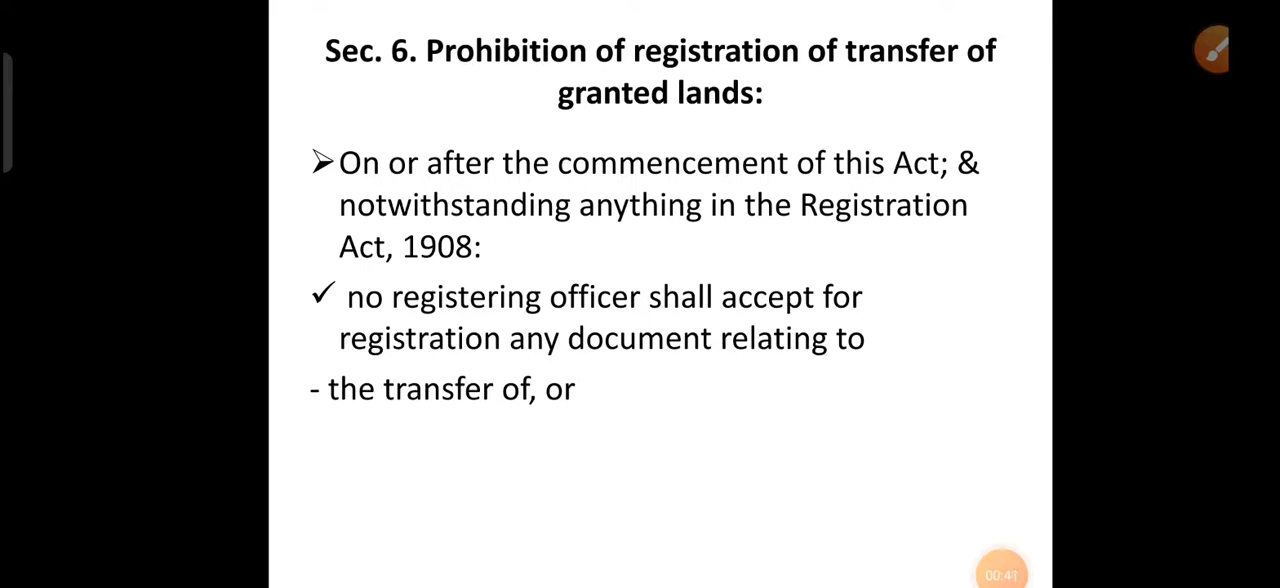 Sec. 6. Prohibition of registration of transfer of
granted lands:
➢On or after the commencement of this Act; &
notwithstanding anything in the Registration
Act, 1908:
✓ no registering officer shall accept for
registration any document relating to
- the transfer of, or
00:41